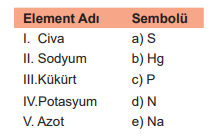 Element Adı Sembolü
I. Civa a) S
II. Sodyum b) Hg
III.Kükürt c) P
IV.Potasyum d) N
V. Azot e) Na